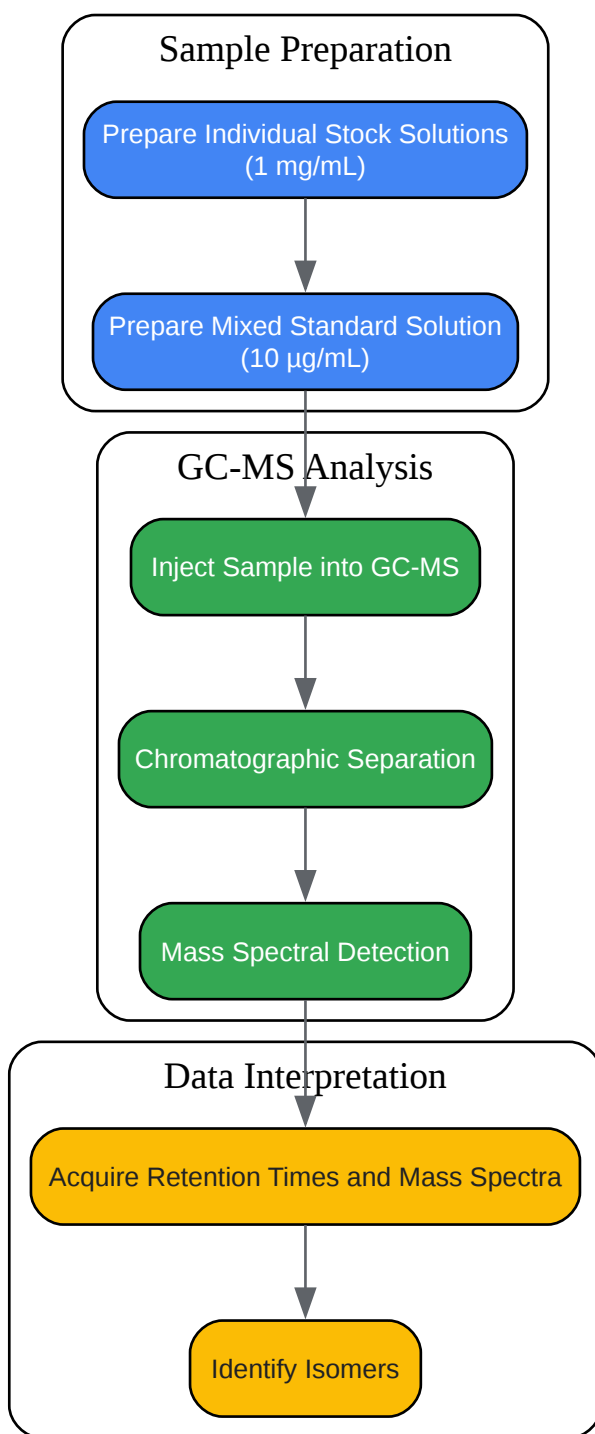 Sample Preparation
Prepare Individual Stock Solutions
(1 mg/mL)
Prepare Mixed Standard Solution
(10 µg/mL)
GC-MS Analysis
Inject Sample into GC-MS
Chromatographic Separation
Mass Spectral Detection
Data Interpretation
Acquire Retention Times and Mass Spectra
Identify Isomers